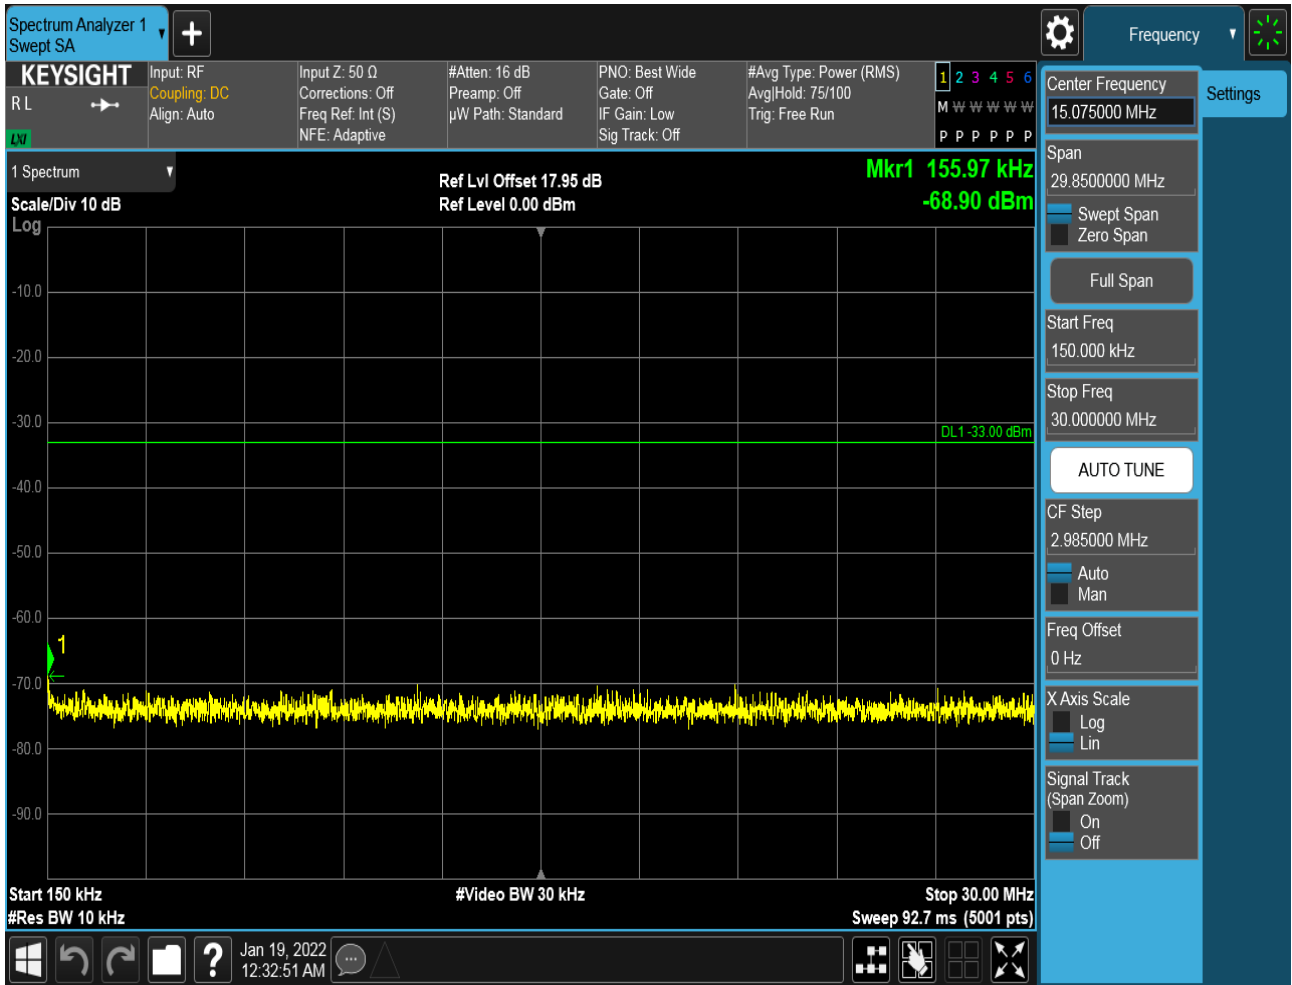 Spectrum Analyzer 1
Swept SA
Frequency
KEYSIGHT
R L
LXI
Input: RF
Coupling: DC
Align: Auto
Input Z: 50 Ω
Corrections: Off
Freq Ref: Int (S)
NFE: Adaptive
#Atten: 16 dB
Preamp: Off
µW Path: Standard
PNO: Best Wide
Gate: Off
IF Gain: Low
Sig Track: Off
#Avg Type: Power (RMS)
Avg|Hold: 75/100
Trig: Free Run
1 2 3 4 5 6
M W W W W W
P P P P P P
1 Spectrum
Scale/Div 10 dB
Log
Ref Lvl Offset 17.95 dB
Ref Level 0.00 dBm
Mkr1 155.97 kHz
-68.90 dBm
-10.0
-20.0
-30.0
DL1 -33.00 dBm
-40.0
-50.0
-60.0
1
-70.0
-80.0
-90.0
Start 150 kHz
#Video BW 30 kHz
Stop 30.00 MHz
#Res BW 10 kHz
Sweep 92.7 ms (5001 pts)
Center Frequency
15.075000 MHz
Settings
Span
29.8500000 MHz
Swept Span
Zero Span
Full Span
Start Freq
150.000 kHz
Stop Freq
30.000000 MHz
AUTO TUNE
CF Step
2.985000 MHz
Auto
Man
Freq Offset
0 Hz
X Axis Scale
Log
Lin
Signal Track
(Span Zoom)
On
Off
?
Jan 19, 2022
12:32:51 AM